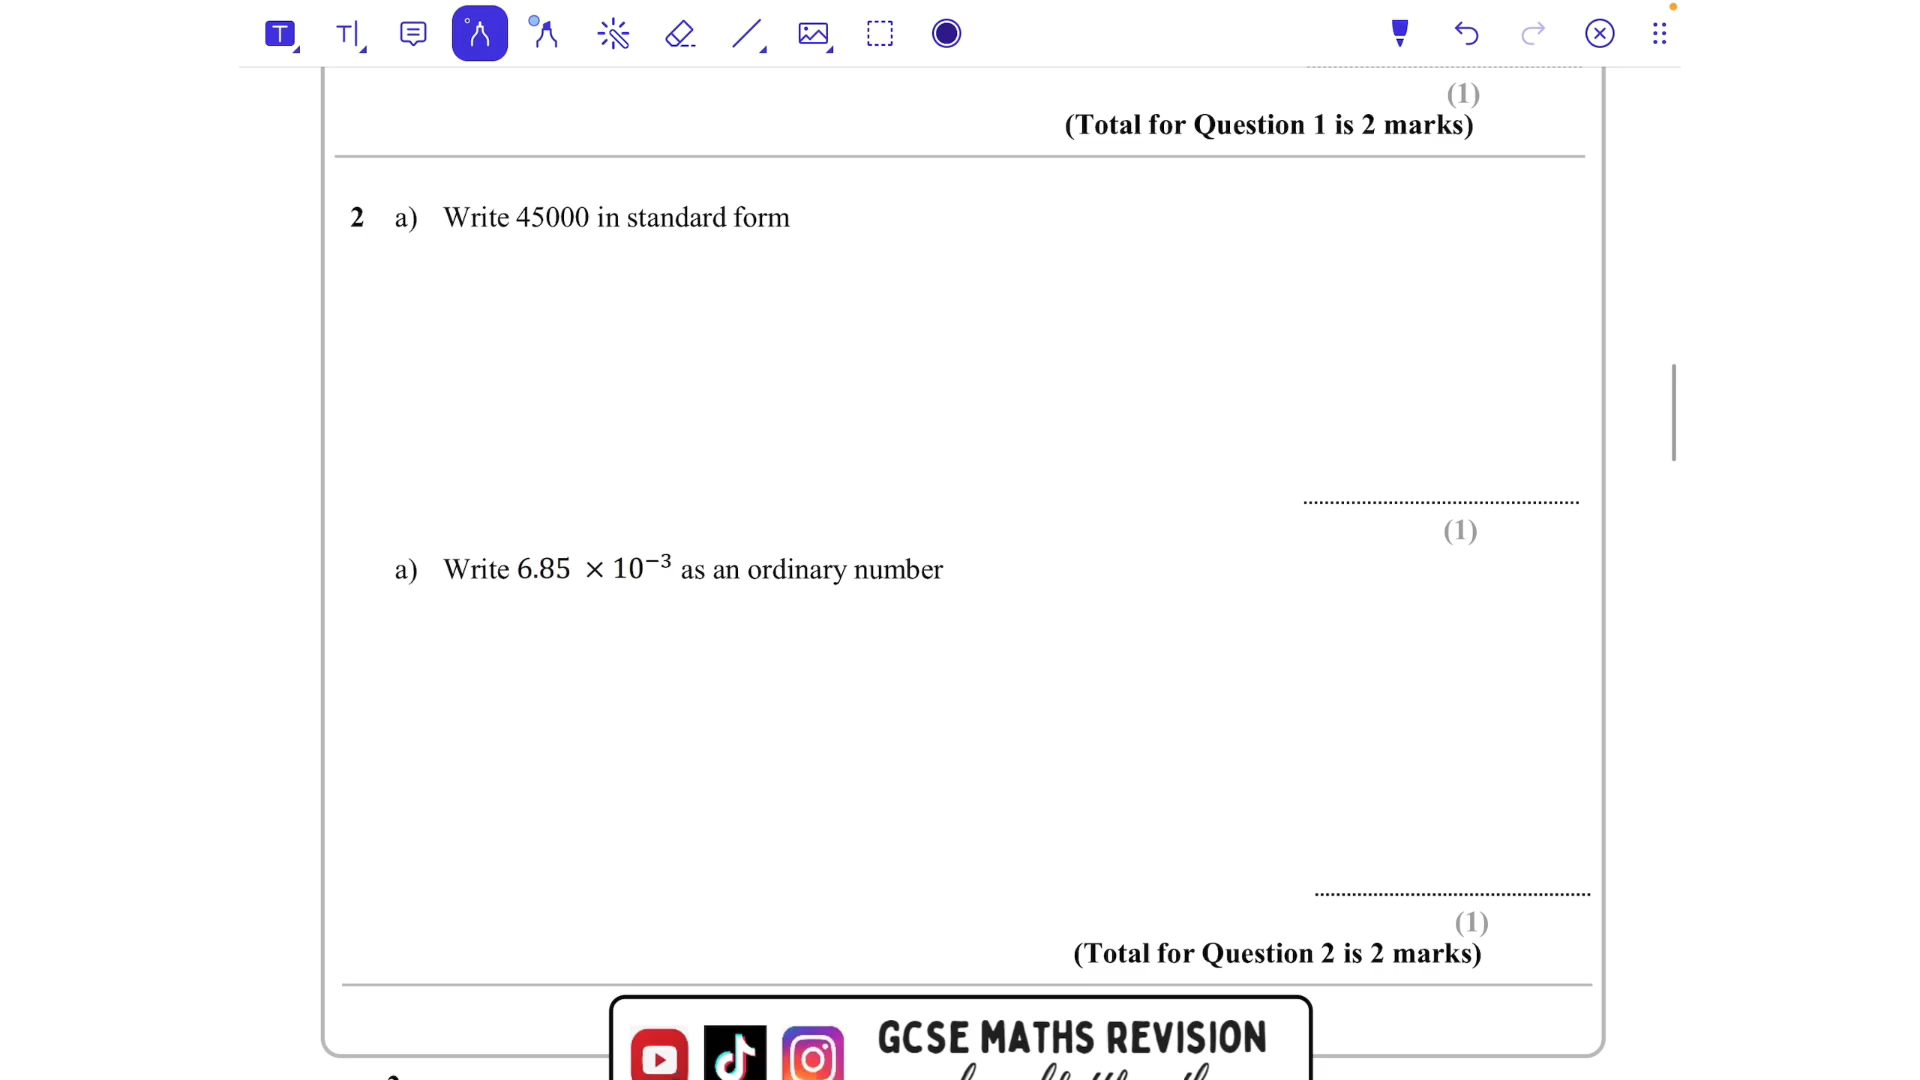 (1)
(Total for Question 1 is 2 marks)
2 a) Write 45000 in standard form
(1)
a) Write 6.85 × 10⁻³ as an ordinary number
(1)
(Total for Question 2 is 2 marks)
GCSE MATHS REVISION